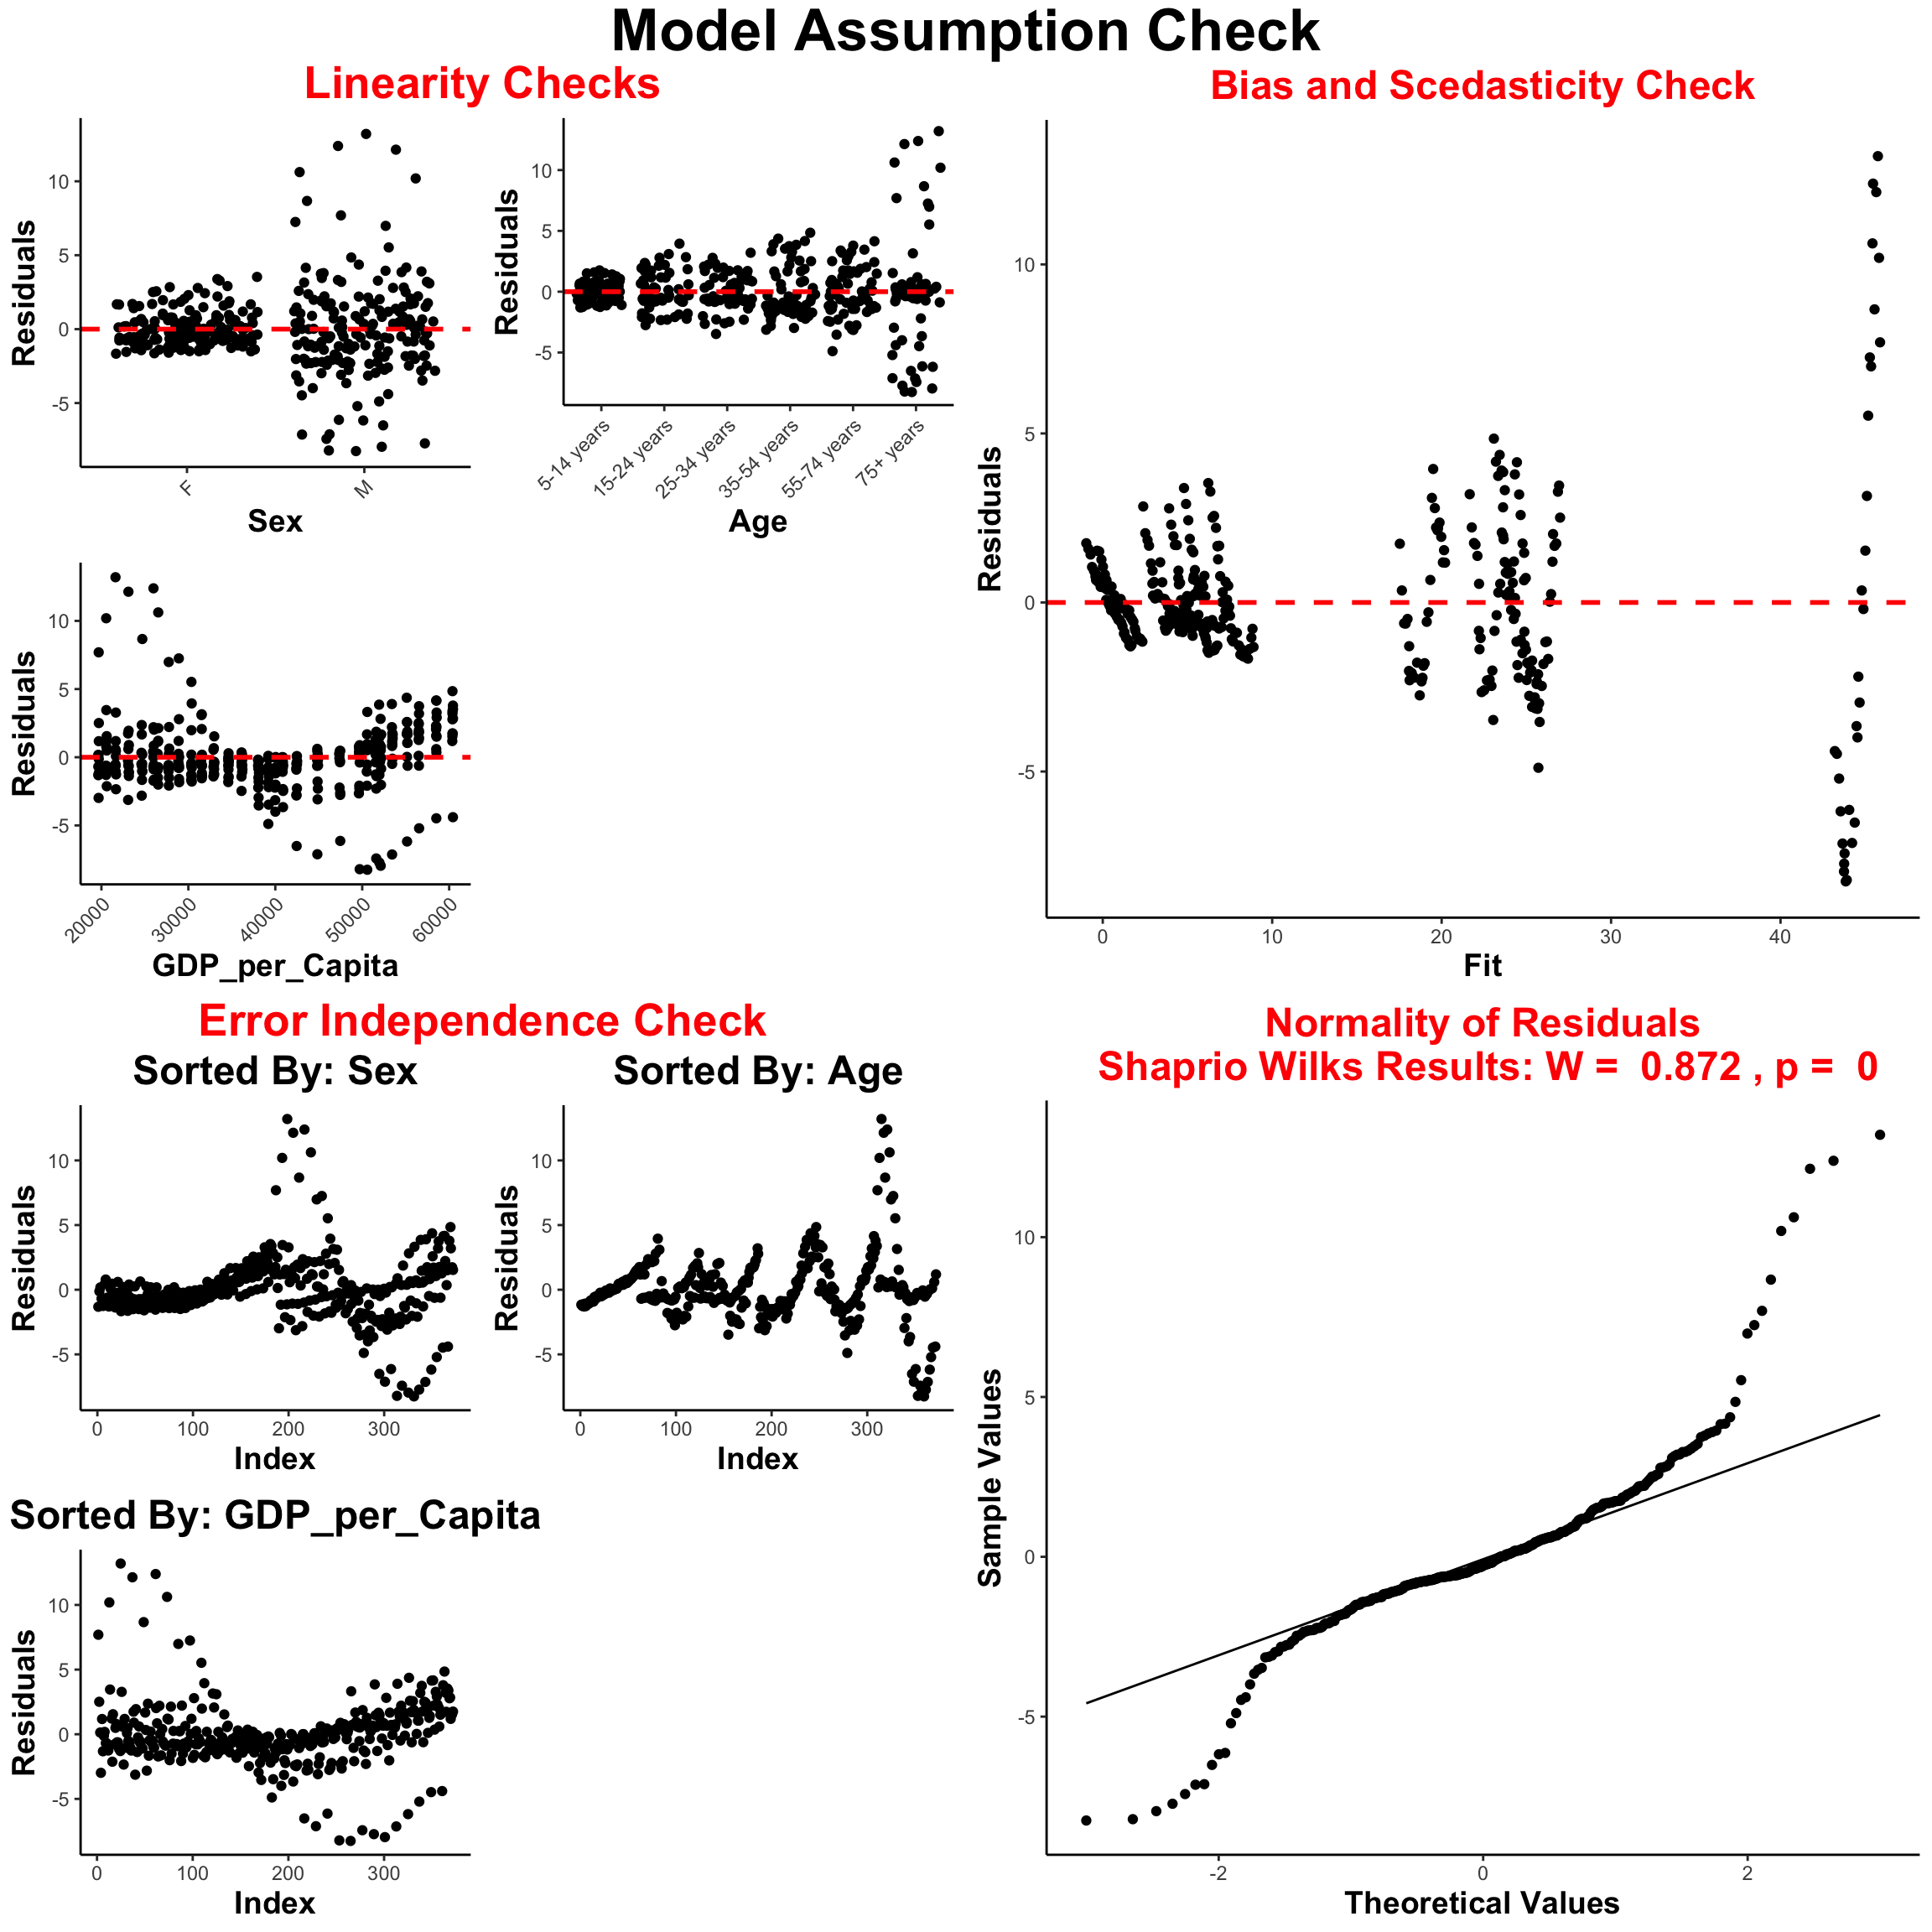 Model Assumption Check
Linearity Checks
10
5
0
-5
Residuals
F
M
Sex
10
5
0
-5
Residuals
5-14 years
15-24 years
25-34 years
35-54 years
55-74 years
75+ years
Age
10
5
0
-5
Residuals
20000
30000
40000
50000
60000
GDP_per_Capita
Bias and Scedasticity Check
10
5
0
-5
Residuals
0
10
20
30
40
Fit
Error Independence Check
Sorted By: Sex
10
5
0
-5
Residuals
0
100
200
300
Index
Sorted By: Age
10
5
0
-5
Residuals
0
100
200
300
Index
Sorted By: GDP_per_Capita
10
5
0
-5
Residuals
0
100
200
300
Index
Normality of Residuals
Shaprio Wilks Results: W =  0.872 , p =  0
10
5
0
-5
Sample Values
-2
0
2
Theoretical Values